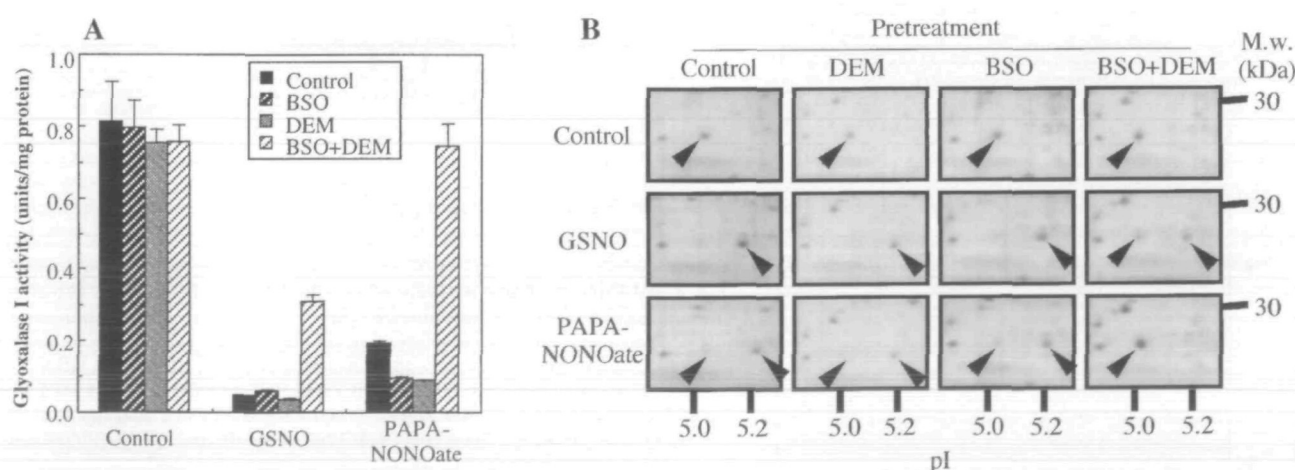 A
Glyoxalase I activity (units/mg protein)
1.0
0.8
0.6
0.4
0.2
0.0
Control
BSO
DEM
BSO+DEM
Control
GSNO
PAPA-
NONOate
B
Pretreatment
M.w.
(kDa)
Control
DEM
BSO
BSO+DEM
Control
30
GSNO
30
PAPA-
NONOate
30
5.0
5.2
5.0
5.2
5.0
5.2
5.0
5.2
pI